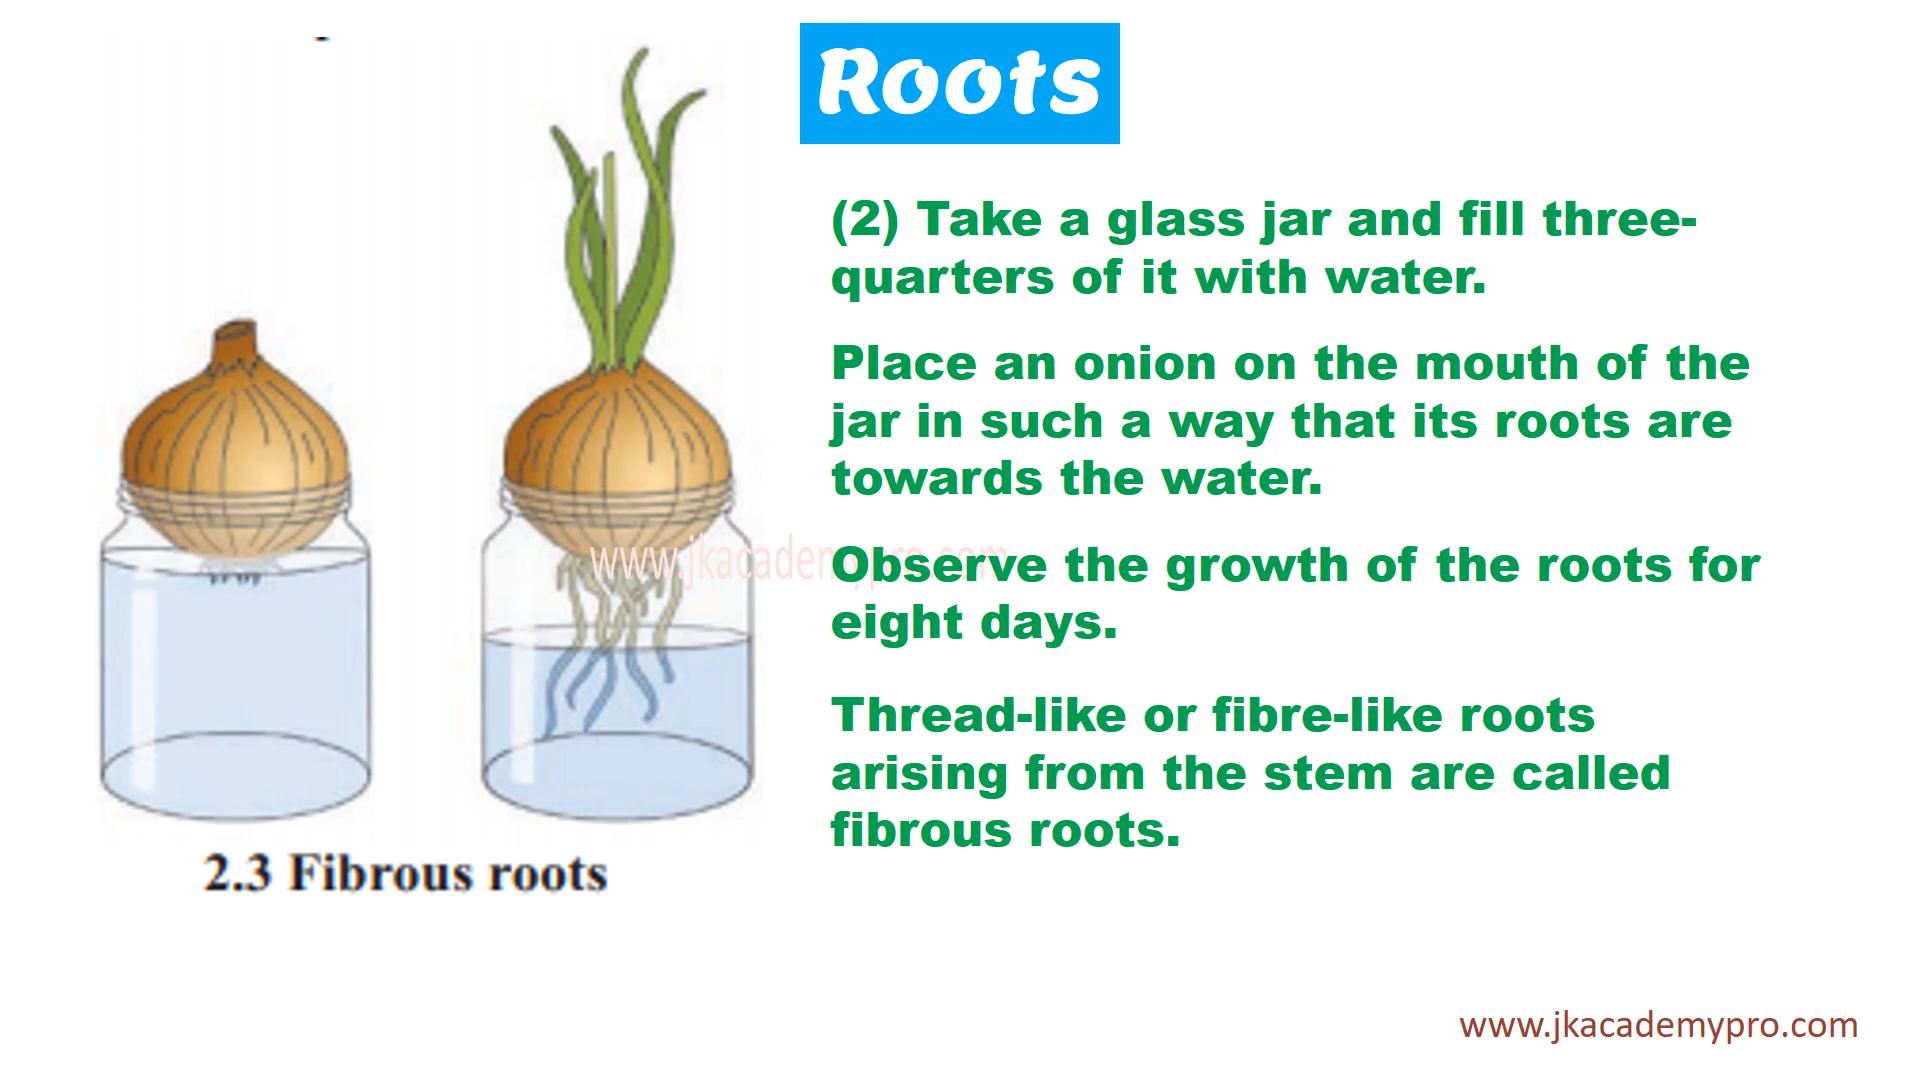 Roots
(2) Take a glass jar and fill three-
quarters of it with water.
Place an onion on the mouth of the
jar in such a way that its roots are
towards the water.
www.jkacademypro.com
Observe the growth of the roots for
eight days.
Thread-like or fibre-like roots
arising from the stem are called
fibrous roots.
2.3 Fibrous roots
www.jkacademypro.com